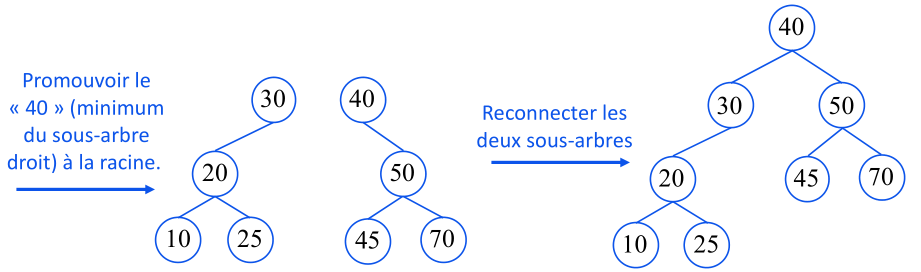 Promouvoir le
« 40 » (minimum
du sous-arbre
droit) à la racine.
30 40
20 50
10 25 45 70
Reconnecter les
deux sous-arbres
40
30 50
20 45 70
10 25